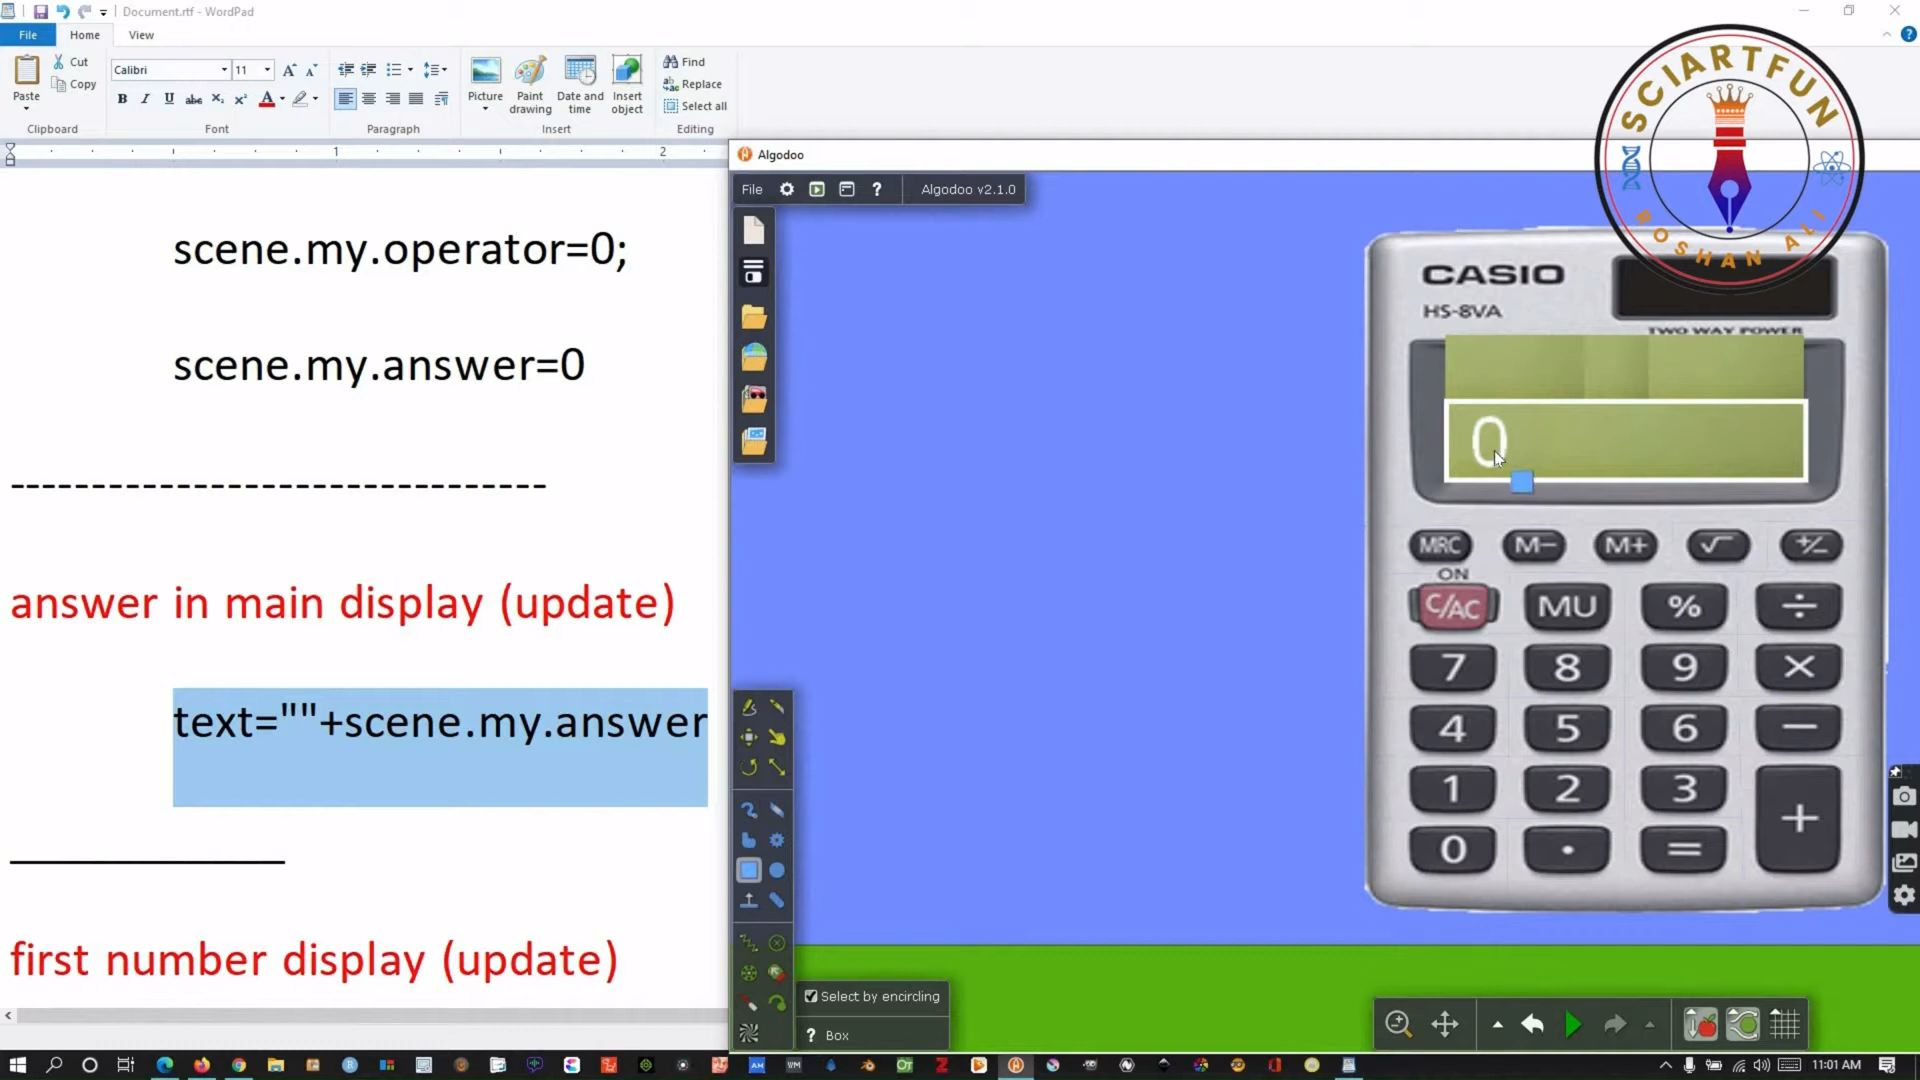 Document.rtf - WordPad
File Home View
Cut
Copy
Paste
Clipboard
Calibri 11
Font
Paragraph
Picture
Paint drawing
Date and time
Insert object
Insert
Find
Replace
Select all
Editing
1 2
scene.my.operator=0;
scene.my.answer=0
-----------------------------------
answer in main display (update)
text=""+scene.my.answer
first number display (update)
Algodoo
File ? Algodoo v2.1.0
SCIARTFUN
ROSHAN ALI
CASIO
HS-8VA
TWO WAY POWER
0
MRC M− M+ √ +/−
ON
C/AC MU % ÷
7 8 9 ×
4 5 6 −
1 2 3 +
0 · =
Select by encircling
? Box
11:01 AM